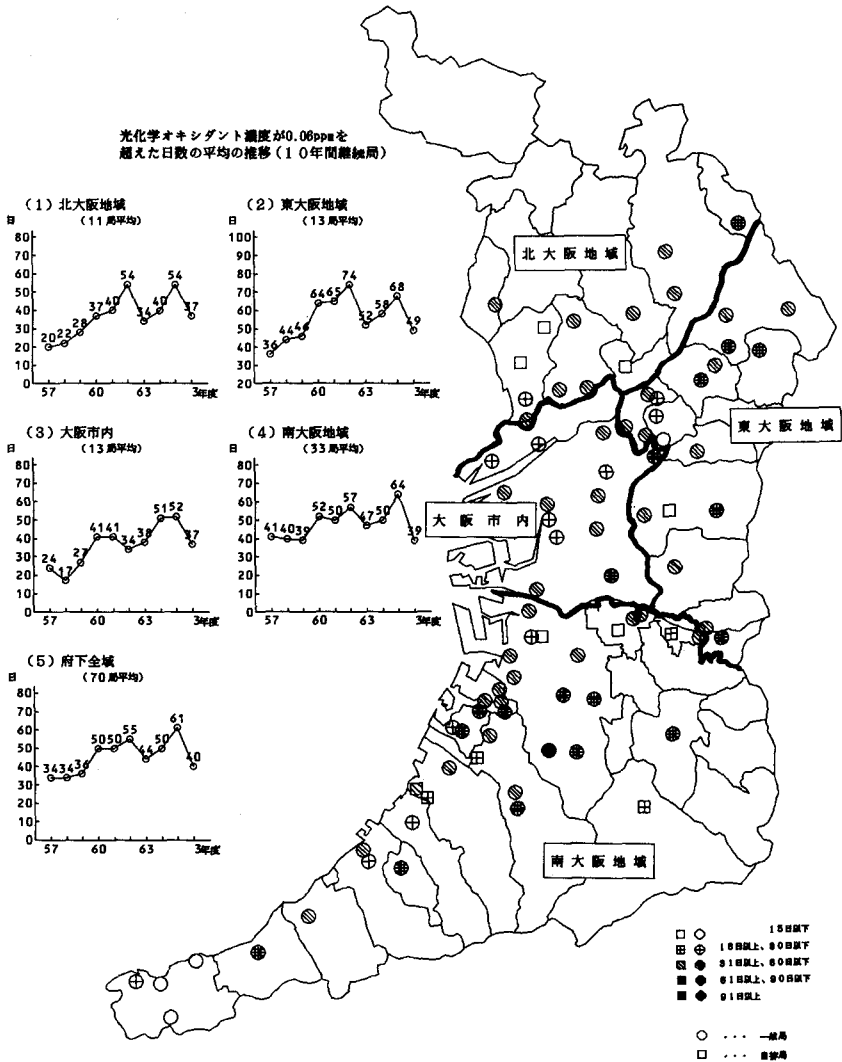 光化学オキシダント濃度が0.06ppmを
超えた日数の平均の推移(10年間継続局)
(1)北大阪地域
(11局平均)
日
80
70
60
50
40
30
20
10
0
20 22 28 37 40 54 34 40 54 37
57 60 63 3年度
(2)東大阪地域
(13局平均)
日
100
90
80
70
60
50
40
30
20
36 44 46 64 65 74 52 58 68 49
57 60 63 3年度
(3)大阪市内
(13局平均)
日
80
70
60
50
40
30
20
10
0
24 17 27 41 41 34 38 51 52 37
57 60 63 3年度
(4)南大阪地域
(33局平均)
日
80
70
60
50
40
30
20
10
0
41 40 39 52 50 57 47 50 64 39
57 60 63 3年度
(5)府下全域
(70局平均)
日
80
70
60
50
40
30
20
10
0
34 34 36 50 50 55 44 50 61 40
57 60 63 3年度
北大阪地域
東大阪地域
大阪市内
南大阪地域
15日以下
16日以上、30日以下
31日以上、60日以下
61日以上、90日以下
91日以上
・・・ 一般局
・・・ 自排局